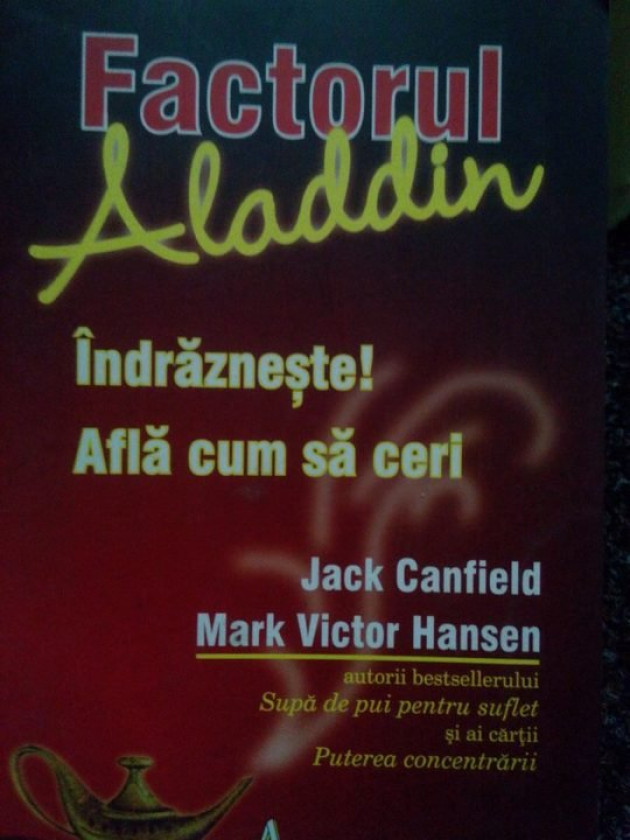 Factorul
Aladdin
Îndrăznește!
Află cum să ceri
Jack Canfield
Mark Victor Hansen
autorii bestsellerului
Supă de pui pentru suflet
și ai cărții
Puterea concentrării